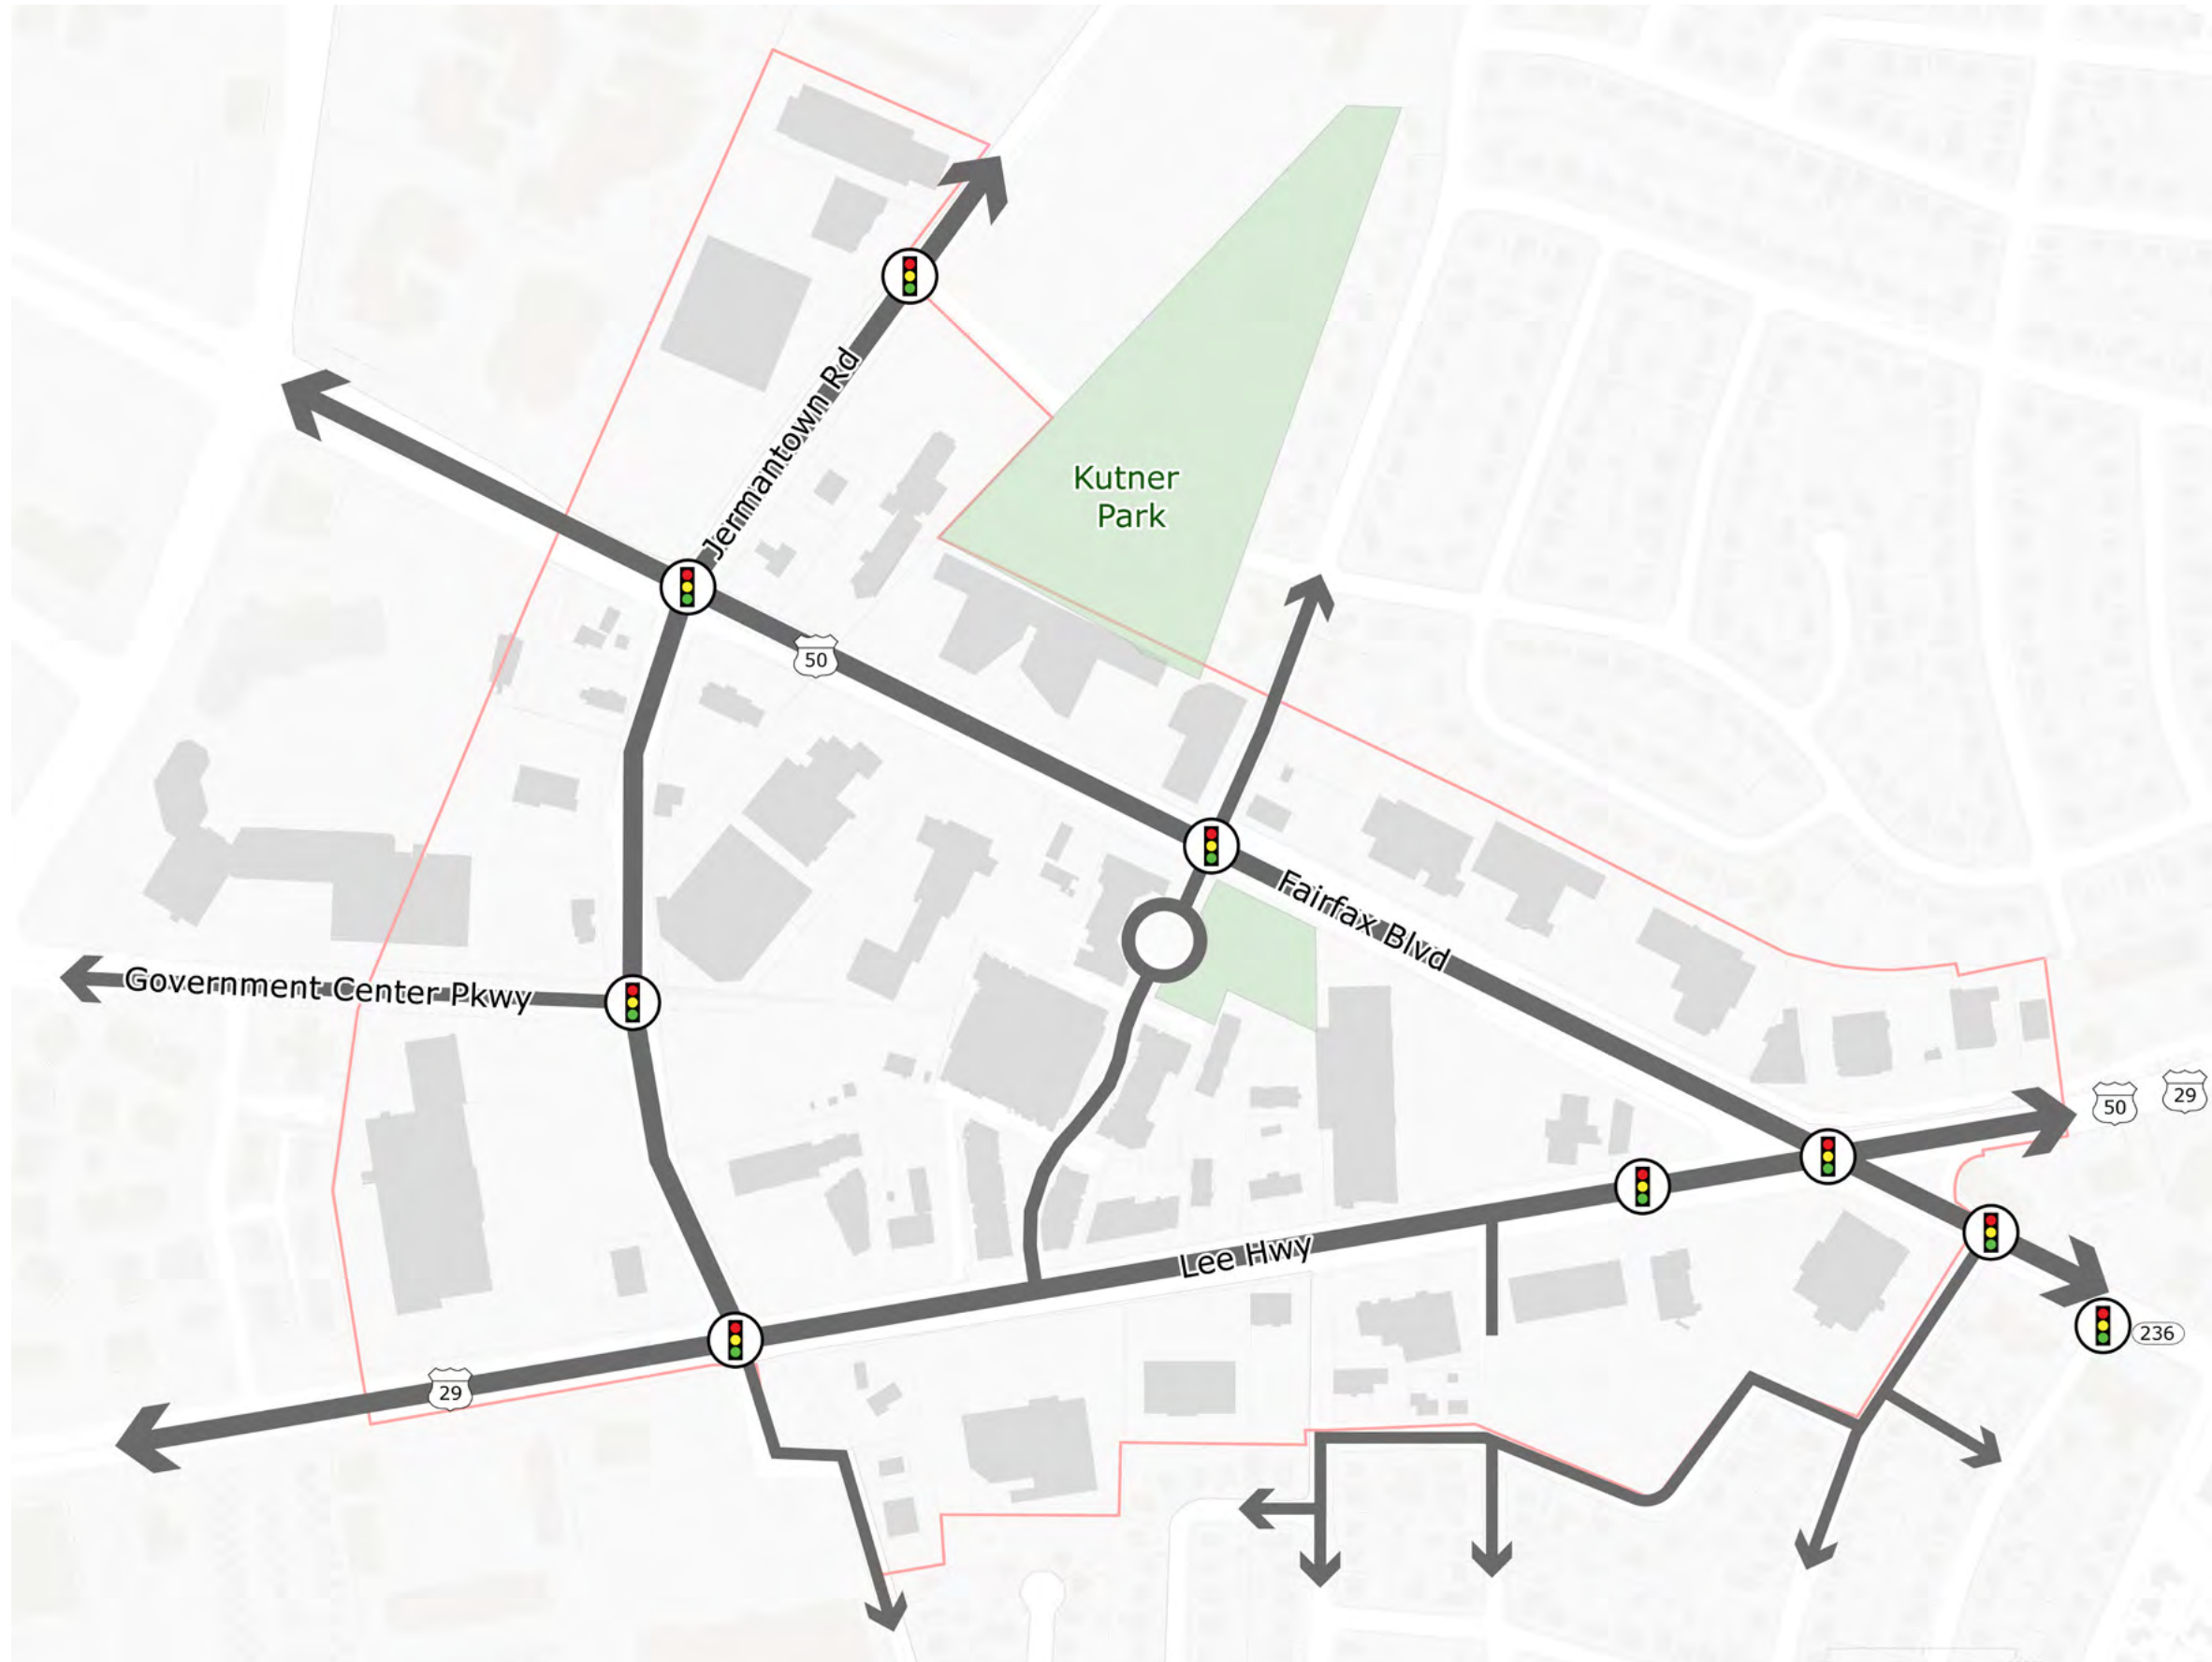 Jermantown Rd
Kutner
Park
50
Fairfax Blvd
Government Center Pkwy
50
29
Lee Hwy
236
29